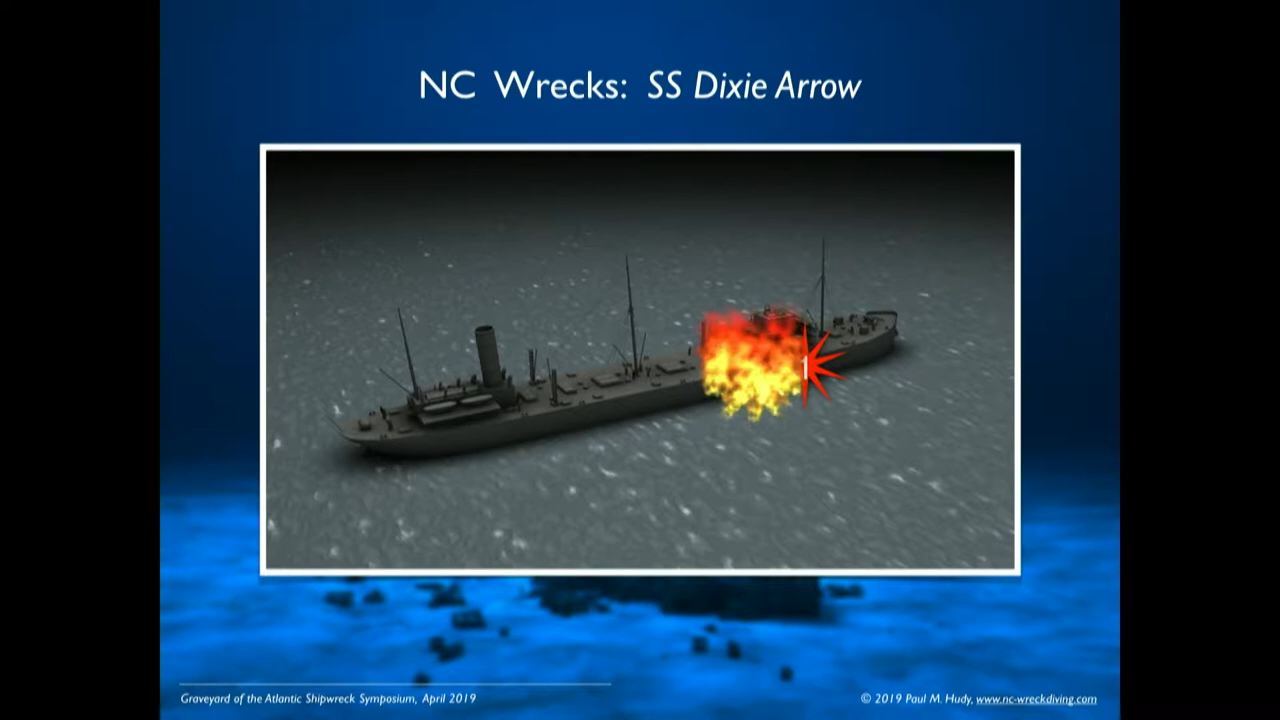 NC Wrecks: SS Dixie Arrow
1
Graveyard of the Atlantic Shipwreck Symposium, April 2019
© 2019 Paul M. Hudy, www.nc-wreckdiving.com